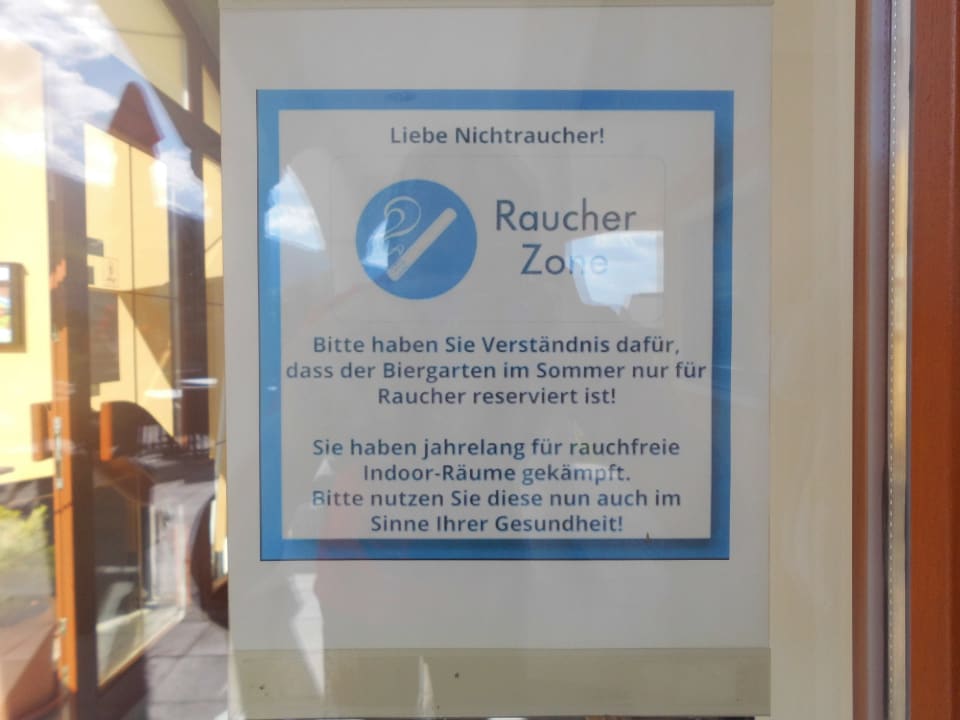 Liebe Nichtraucher!
Raucher
Zone
Bitte haben Sie Verständnis dafür,
dass der Biergarten im Sommer nur für
Raucher reserviert ist!
Sie haben jahrelang für rauchfreie
Indoor-Räume gekämpft.
Bitte nutzen Sie diese nun auch im
Sinne Ihrer Gesundheit!